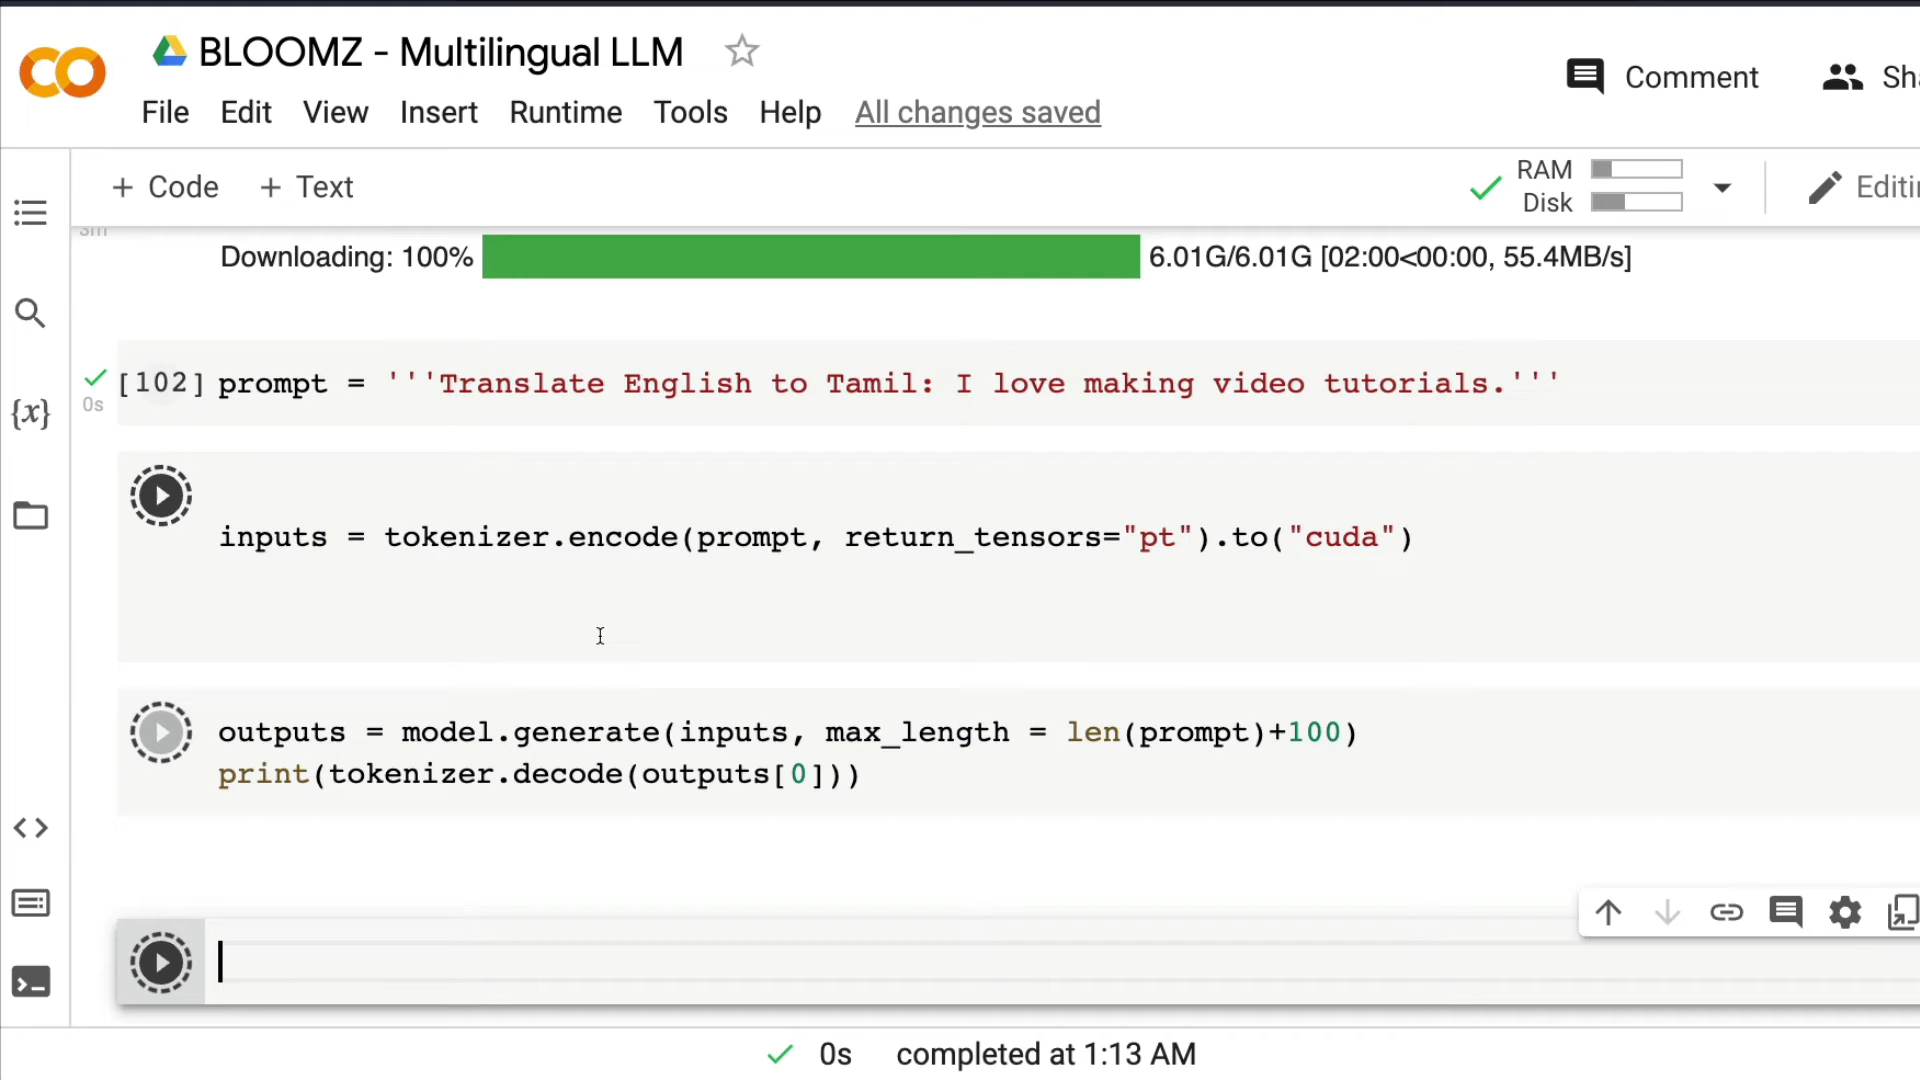 BLOOMZ - Multilingual LLM
Comment
File Edit View Insert Runtime Tools Help All changes saved
+ Code + Text
RAM
Disk
3m
Downloading: 100% 6.01G/6.01G [02:00<00:00, 55.4MB/s]
[102] prompt = '''Translate English to Tamil: I love making video tutorials.'''
0s
{x}
inputs = tokenizer.encode(prompt, return_tensors="pt").to("cuda")
outputs = model.generate(inputs, max_length = len(prompt)+100)
print(tokenizer.decode(outputs[0]))
0s completed at 1:13 AM